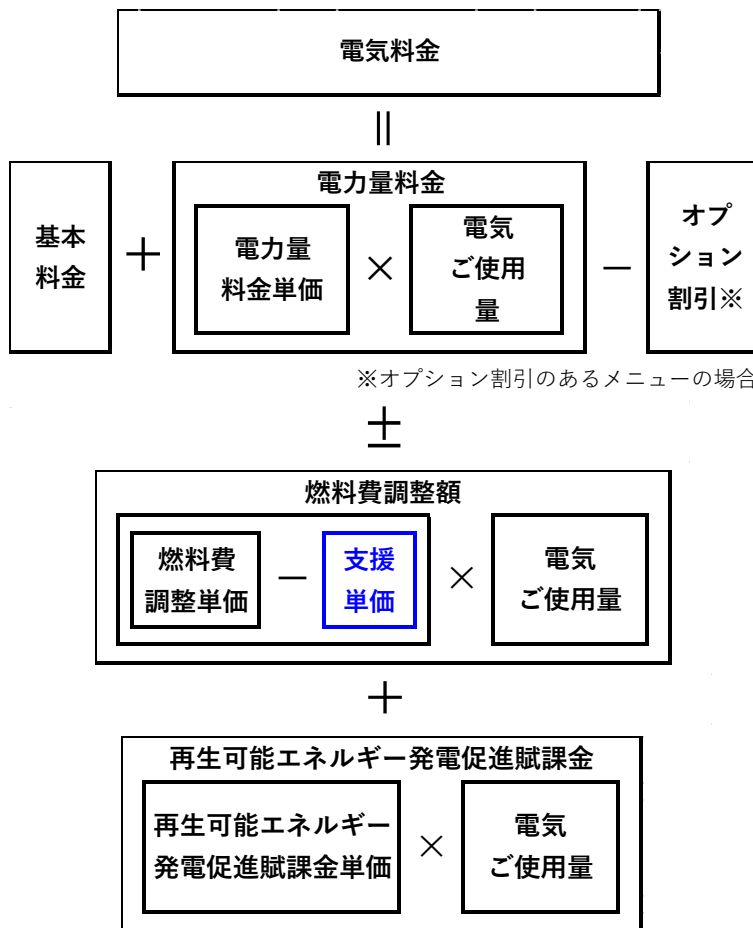 電気料金
=
電力量料金
基本
料金
+
電力量
料金単価
×
電気
ご使用
量
−
オプ
ション
割引※
※オプション割引のあるメニューの場合
±
燃料費調整額
燃料費
調整単価
−
支援
単価
×
電気
ご使用量
+
再生可能エネルギー発電促進賦課金
再生可能エネルギー
発電促進賦課金単価
×
電気
ご使用量